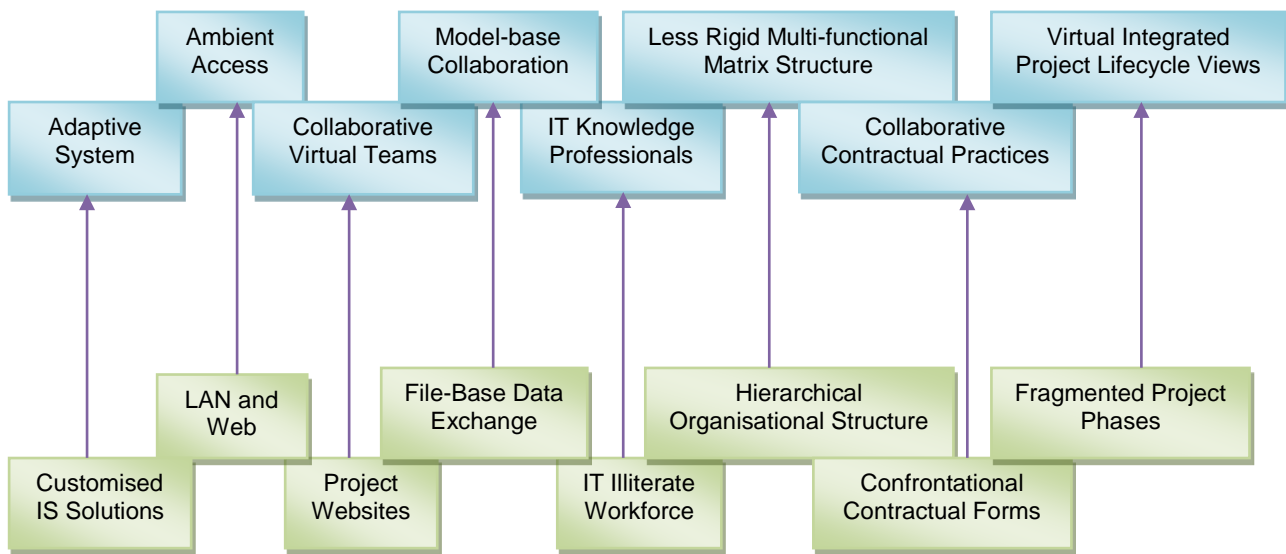 Ambient
Access
Model-base
Collaboration
Less Rigid Multi-functional
Matrix Structure
Virtual Integrated
Project Lifecycle Views
Adaptive
System
Collaborative
Virtual Teams
IT Knowledge
Professionals
Collaborative
Contractual Practices
LAN and
Web
File-Base Data
Exchange
Hierarchical
Organisational Structure
Fragmented Project
Phases
Customised
IS Solutions
Project
Websites
IT Illiterate
Workforce
Confrontational
Contractual Forms